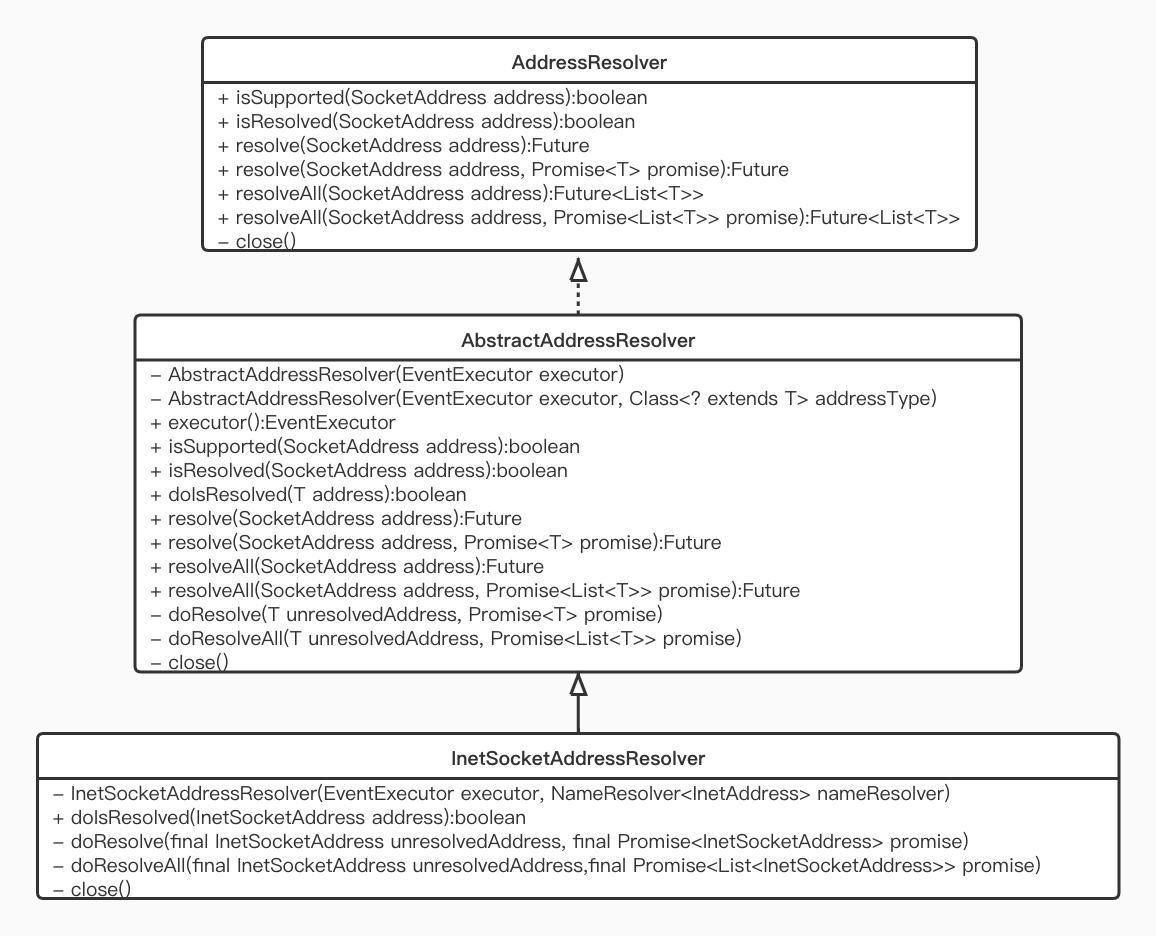 AddressResolver
+ isSupported(SocketAddress address):boolean
+ isResolved(SocketAddress address):boolean
+ resolve(SocketAddress address):Future
+ resolve(SocketAddress address, Promise<T> promise):Future
+ resolveAll(SocketAddress address):Future<List<T>>
+ resolveAll(SocketAddress address, Promise<List<T>> promise):Future<List<T>>
– close()
AbstractAddressResolver
– AbstractAddressResolver(EventExecutor executor)
– AbstractAddressResolver(EventExecutor executor, Class<? extends T> addressType)
+ executor():EventExecutor
+ isSupported(SocketAddress address):boolean
+ isResolved(SocketAddress address):boolean
+ doIsResolved(T address):boolean
+ resolve(SocketAddress address):Future
+ resolve(SocketAddress address, Promise<T> promise):Future
+ resolveAll(SocketAddress address):Future
+ resolveAll(SocketAddress address, Promise<List<T>> promise):Future
– doResolve(T unresolvedAddress, Promise<T> promise)
– doResolveAll(T unresolvedAddress, Promise<List<T>> promise)
– close()
InetSocketAddressResolver
– InetSocketAddressResolver(EventExecutor executor, NameResolver<InetAddress> nameResolver)
+ doIsResolved(InetSocketAddress address):boolean
– doResolve(final InetSocketAddress unresolvedAddress, final Promise<InetSocketAddress> promise)
– doResolveAll(final InetSocketAddress unresolvedAddress,final Promise<List<InetSocketAddress>> promise)
– close()